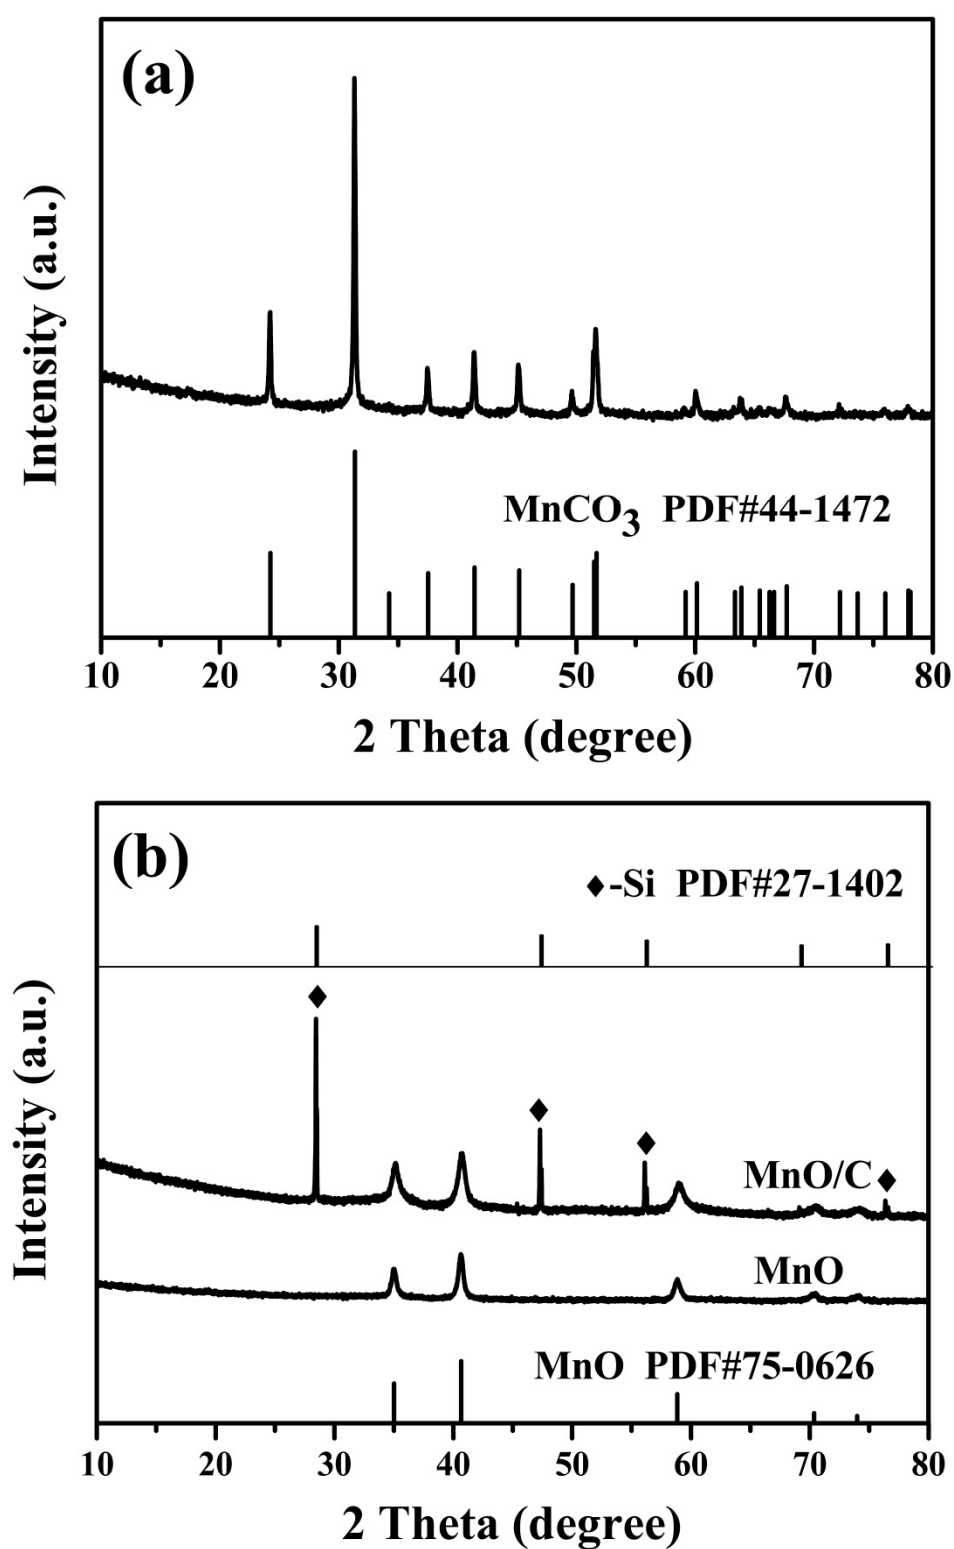 (a)
Intensity (a.u.)
MnCO3 PDF#44-1472
10 20 30 40 50 60 70 80
2 Theta (degree)
(b)
♦-Si PDF#27-1402
Intensity (a.u.)
MnO/C
MnO
MnO PDF#75-0626
10 20 30 40 50 60 70 80
2 Theta (degree)